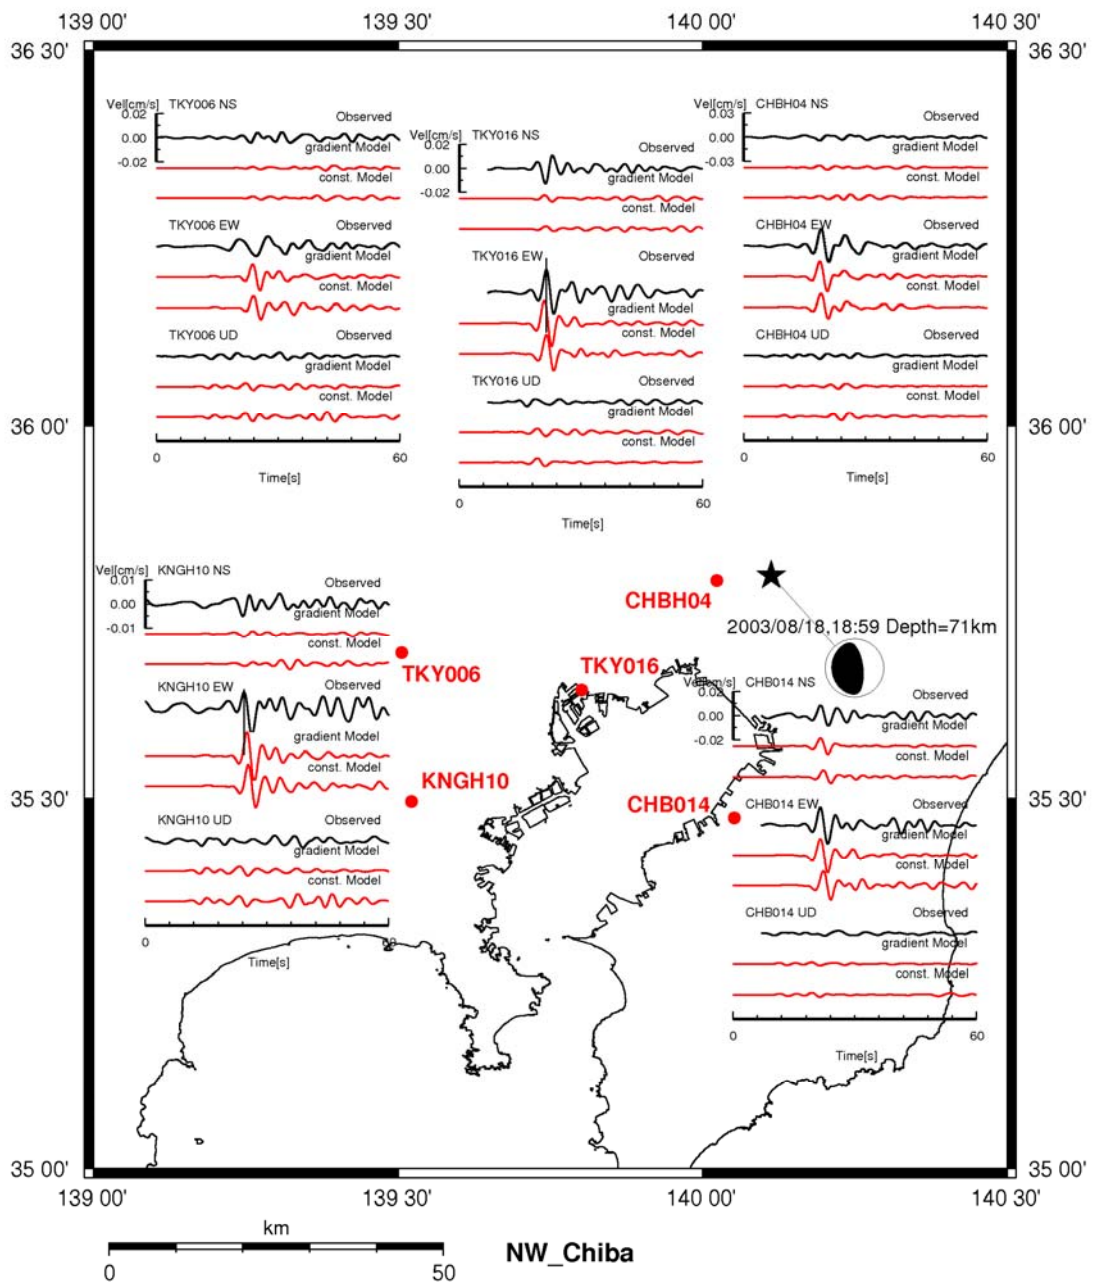 139 00' 139 30' 140 00' 140 30'
36 30' 36 30'
Vel[cm/s] TKY006 NS
0.02
0.00
-0.02
Observed
gradient Model
const. Model
TKY006 EW Observed
gradient Model
const. Model
TKY006 UD Observed
gradient Model
const. Model
0 60
Time[s]
Vel[cm/s] TKY016 NS
0.02
0.00
-0.02
Observed
gradient Model
const. Model
TKY016 EW Observed
gradient Model
const. Model
TKY016 UD Observed
gradient Model
const. Model
0 60
Time[s]
Vel[cm/s] CHBH04 NS
0.03
0.00
-0.03
Observed
gradient Model
const. Model
CHBH04 EW Observed
gradient Model
const. Model
CHBH04 UD Observed
gradient Model
const. Model
0 60
Time[s]
36 00' 36 00'
Vel[cm/s] KNGH10 NS
0.01
0.00
-0.01
Observed
gradient Model
const. Model
KNGH10 EW Observed
gradient Model
const. Model
KNGH10 UD Observed
gradient Model
const. Model
0 60
Time[s]
CHBH04
2003/08/18,18:59 Depth=71km
TKY006
TKY016
KNGH10
CHB014
Vel[cm/s] CHB014 NS
0.02
0.00
-0.02
Observed
gradient Model
const. Model
CHB014 EW Observed
gradient Model
const. Model
CHB014 UD Observed
gradient Model
const. Model
0 60
Time[s]
35 30' 35 30'
35 00' 35 00'
139 00' 139 30' 140 00' 140 30'
km
0 50
NW_Chiba